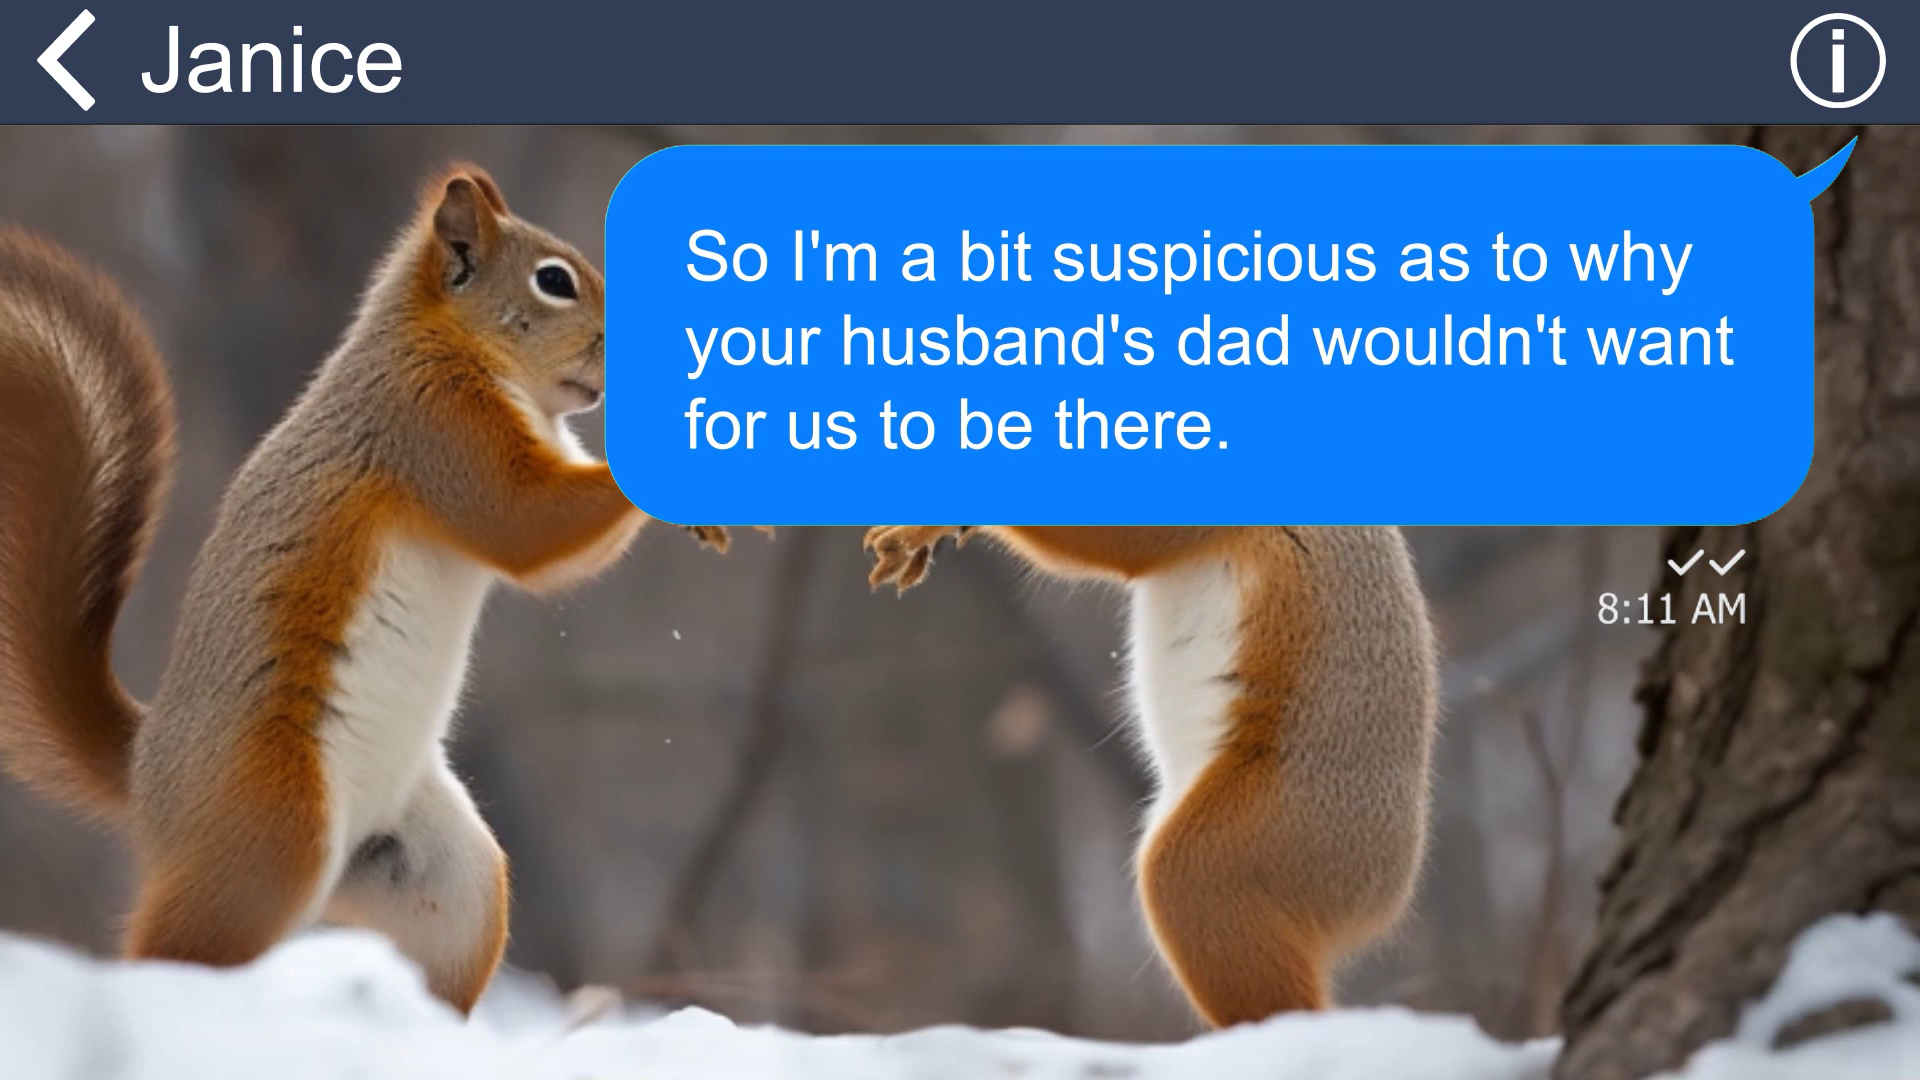 Janice
So I'm a bit suspicious as to why
your husband's dad wouldn't want
for us to be there.
8:11 AM